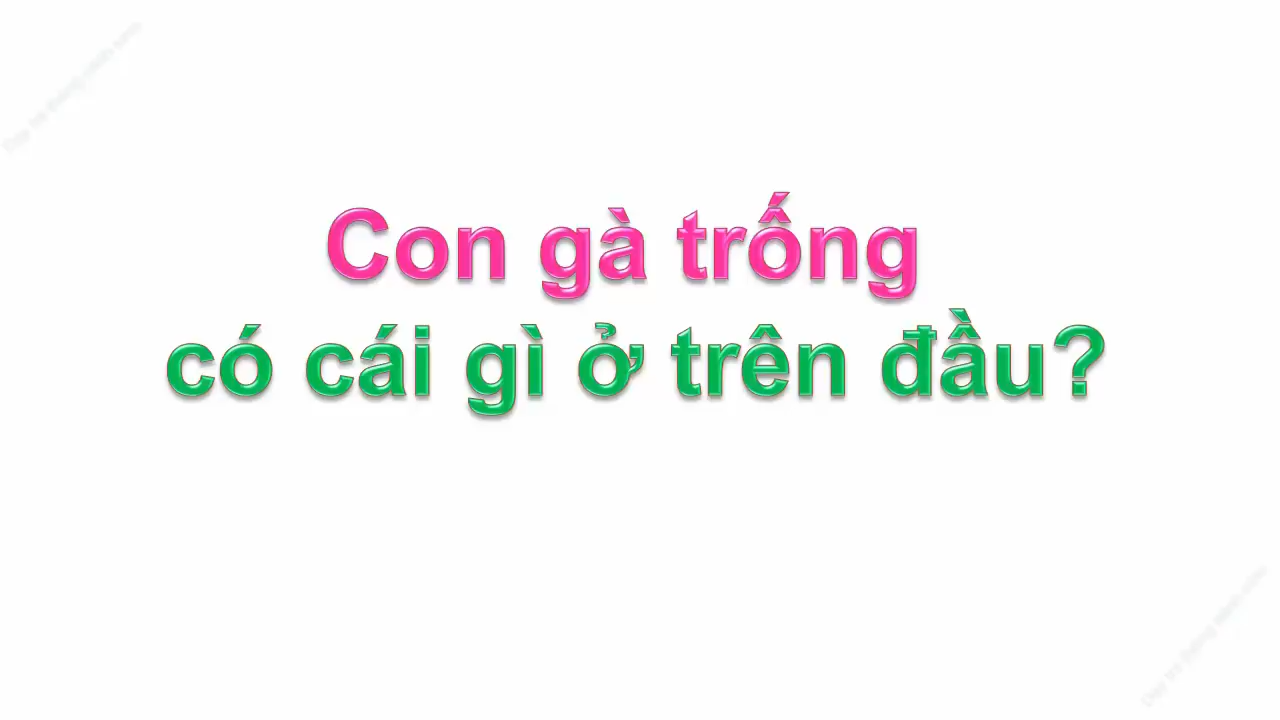 Con gà trống
có cái gì ở trên đầu?